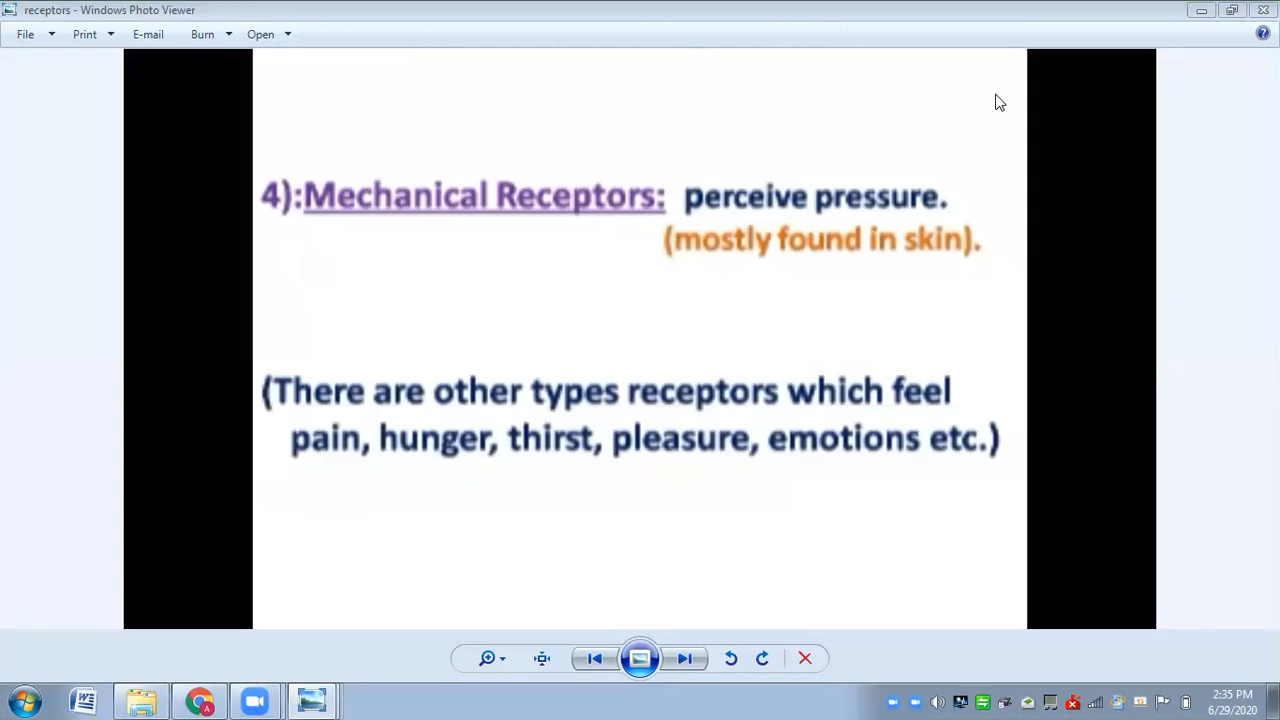 receptors - Windows Photo Viewer
File Print E-mail Burn Open
4):Mechanical Receptors: perceive pressure.
(mostly found in skin).
(There are other types receptors which feel
pain, hunger, thirst, pleasure, emotions etc.)
2:35 PM
6/29/2020